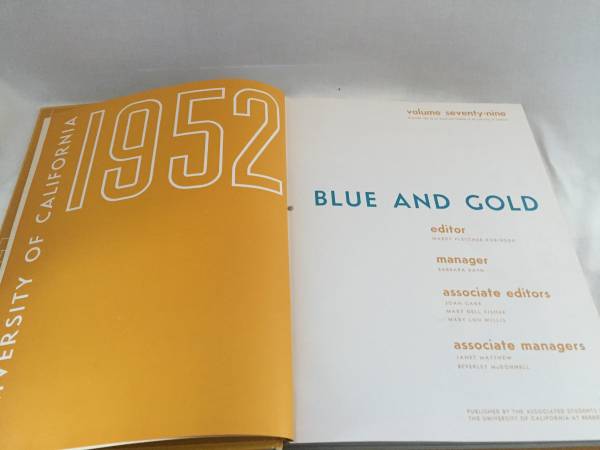 1952
UNIVERSITY OF CALIFORNIA
volume seventy-nine
BLUE AND GOLD
editor
manager
BARBARA
associate editors
JOAN
MARY NELL FISHER
MARY LOU WILLIS
associate managers
JANET MATTHEW
BEVERLEY McDONNELL
PUBLISHED BY THE ASSOCIATED STUDENTS
THE UNIVERSITY OF CALIFORNIA AT